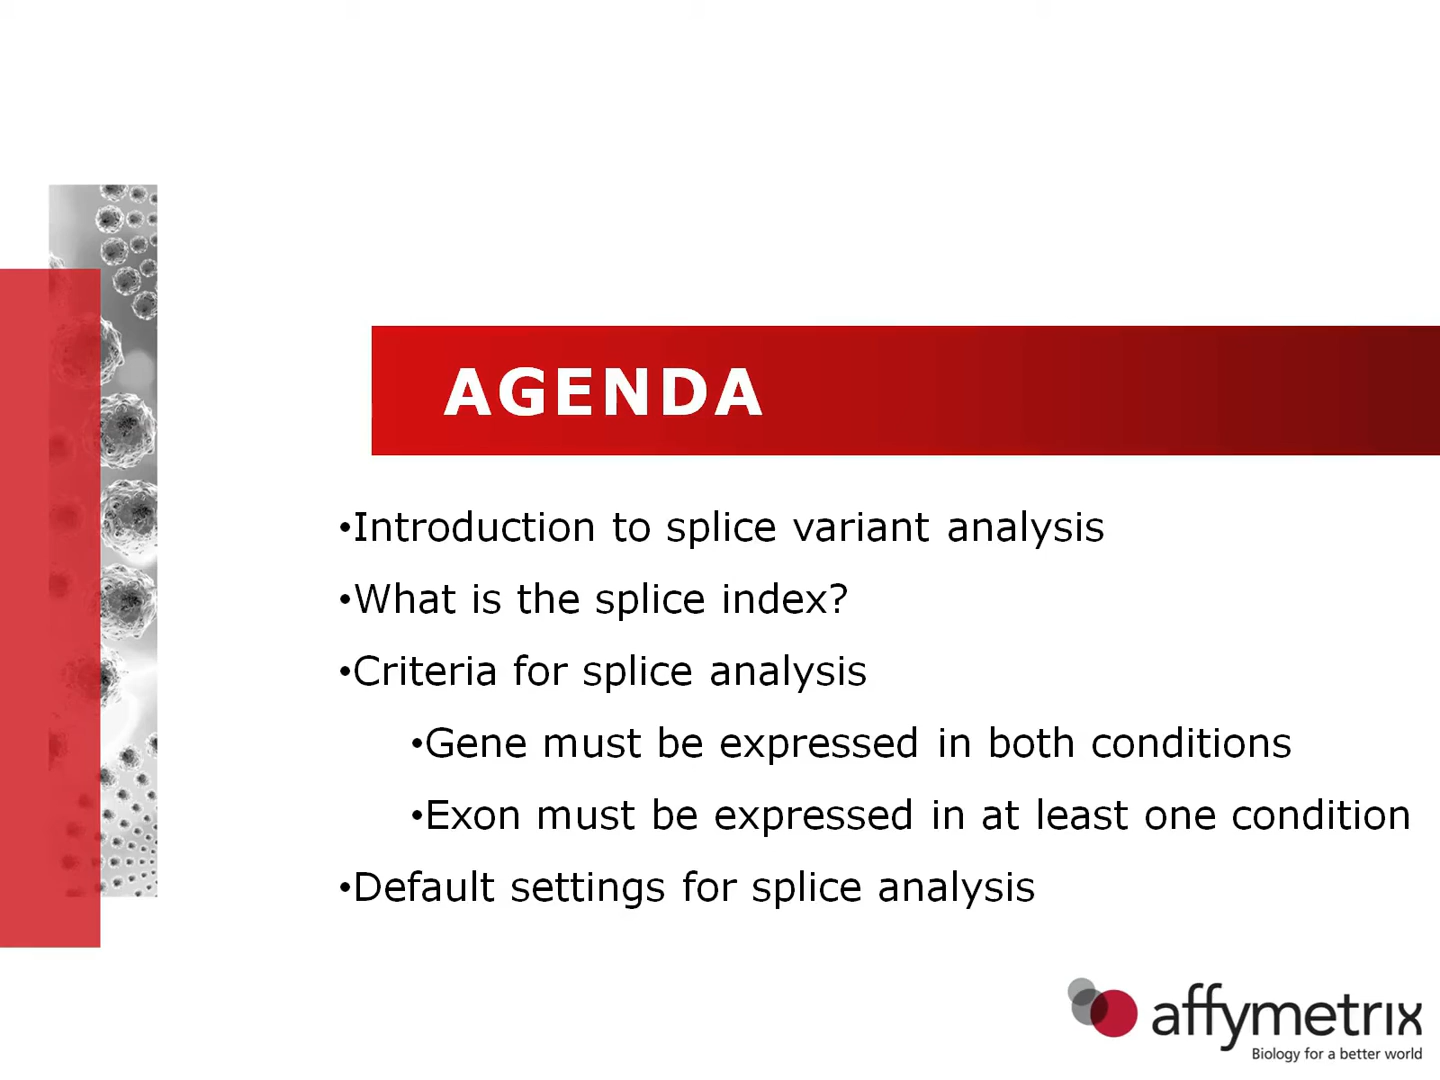 AGENDA
•Introduction to splice variant analysis
•What is the splice index?
•Criteria for splice analysis
•Gene must be expressed in both conditions
•Exon must be expressed in at least one condition
•Default settings for splice analysis
affymetrix
Biology for a better world